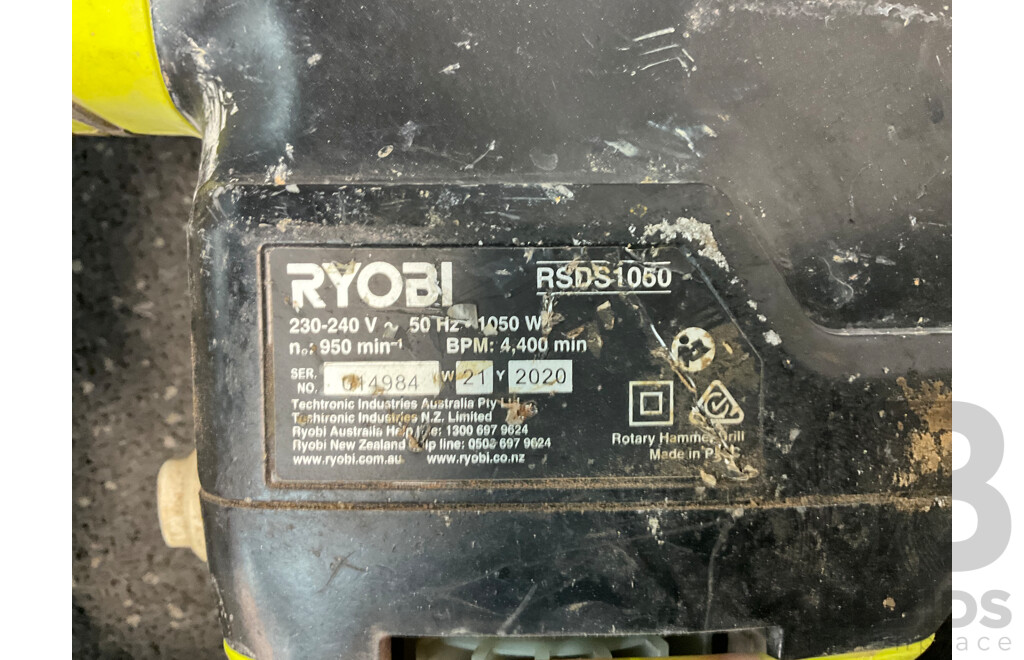 RYOBI
RSDS1050
230-240 V ~ 50 Hz 1050 W
n₀: 950 min⁻¹ BPM: 4,400 min
SER. NO. 014984 W 21 Y 2020
Techtronic Industries Australia Pty Ltd.
Techtronic Industries N.Z. Limited
Ryobi Australia Help line: 1300 697 9624
Ryobi New Zealand Help line: 0508 697 9624
www.ryobi.com.au www.ryobi.co.nz
Rotary Hammer Drill
Made in P.R.C